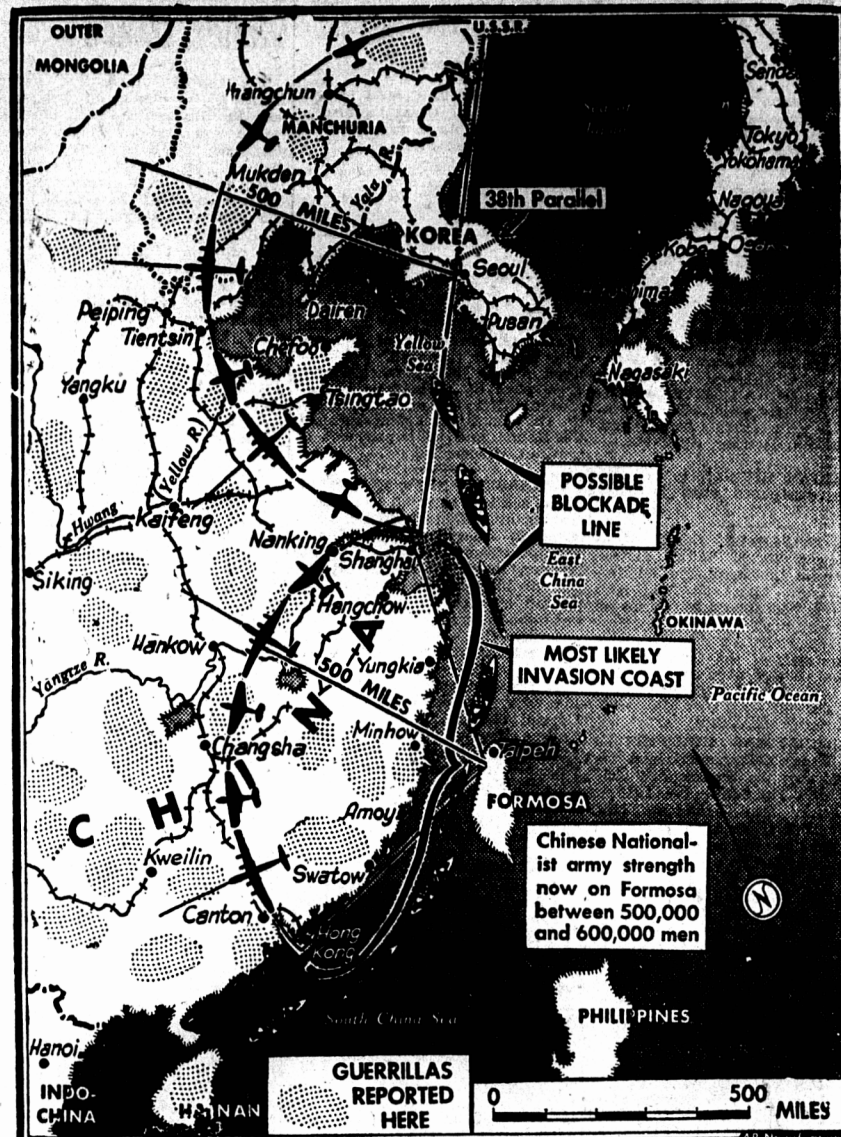 OUTER
MONGOLIA
U.S.S.R.
MANCHURIA
Mukden
Yalu R.
500 MILES
38th Parallel
KOREA
Seoul
Tokyo
Yokohama
Nagoya
Kobe
Peiping
Tientsin
Dairen
Chefoo
Yellow
Sea
Pusan
Nagasaki
Yangku
Tsingtao
(Yellow R.)
Hwang
Kaifeng
POSSIBLE
BLOCKADE
LINE
Nanking
Shanghai
Siking
Hangchow
East
China
Sea
OKINAWA
Hankow
Yangtze R.
500 MILES
Yungkia
MOST LIKELY
INVASION COAST
Pacific Ocean
Changsha
Minhow
Taipeh
FORMOSA
C H I N A
Amoy
Kweilin
Swatow
Chinese National-
ist army strength
now on Formosa
between 500,000
and 600,000 men
N
Canton
Hong
Kong
South China Sea
PHILIPPINES
Hanoi
INDO-
CHINA
HAINAN
GUERRILLAS
REPORTED
HERE
0 500
MILES